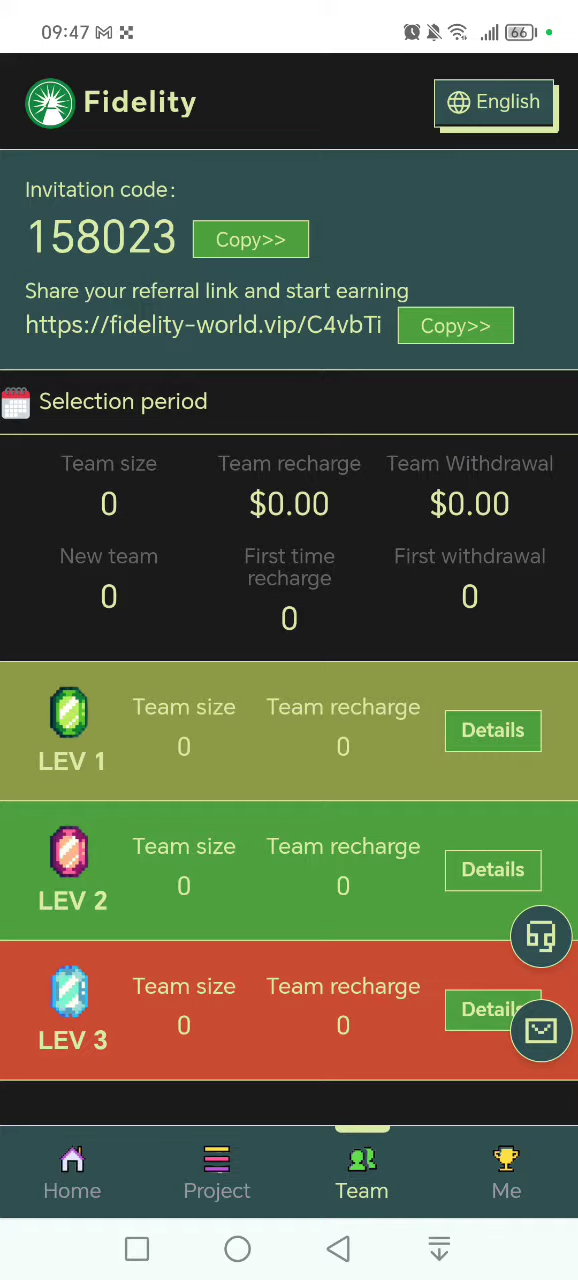 09:47
66
Fidelity
English
Invitation code:
158023
Copy>>
Share your referral link and start earning
https://fidelity-world.vip/C4vbTi
Copy>>
Selection period
Team size Team recharge Team Withdrawal
0 $0.00 $0.00
New team First time recharge First withdrawal
0 0 0
Team size Team recharge
LEV 1 0 0 Details
Team size Team recharge
LEV 2 0 0 Details
Team size Team recharge
LEV 3 0 0 Details
Home Project Team Me